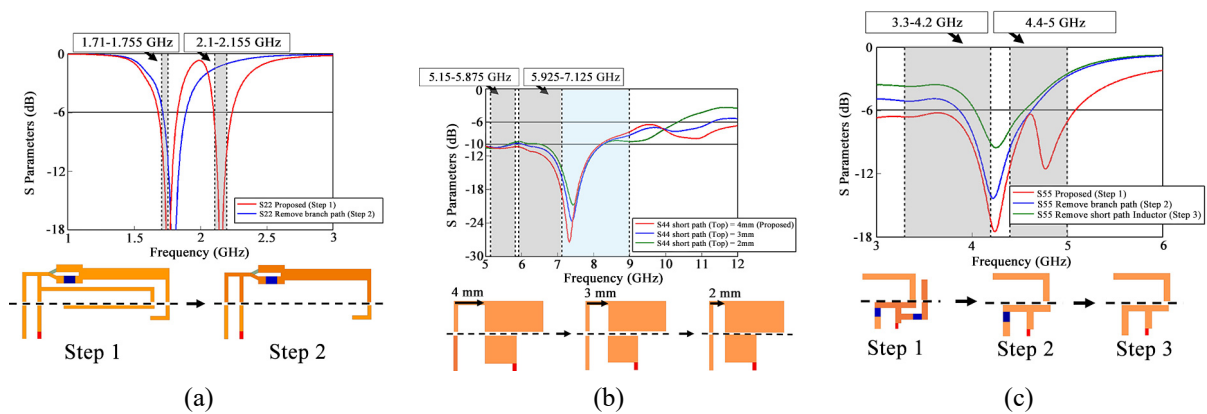 1.71-1.755 GHz
2.1-2.155 GHz
0
-6
-12
-18
S Parameters (dB)
S22 Proposed (Step 1)
S22 Remove branch path (Step 2)
1 2 3
Frequency (GHz)
Step 1
Step 2
(a)
5.15-5.875 GHz
5.925-7.125 GHz
0
-6
-10
-18
-24
-30
S Parameters (dB)
S44 short path (Top) = 4mm (Proposed)
S44 short path (Top) = 3mm
S44 short path (Top) = 2mm
5 6 7 8 9 10 11 12
Frequency (GHz)
4 mm
3 mm
2 mm
(b)
3.3-4.2 GHz
4.4-5 GHz
0
-6
-12
-18
S Parameters (dB)
S55 Proposed (Step 1)
S55 Remove branch path (Step 2)
S55 Remove short path Inductor (Step 3)
3 4 5 6
Frequency (GHz)
Step 1
Step 2
Step 3
(c)